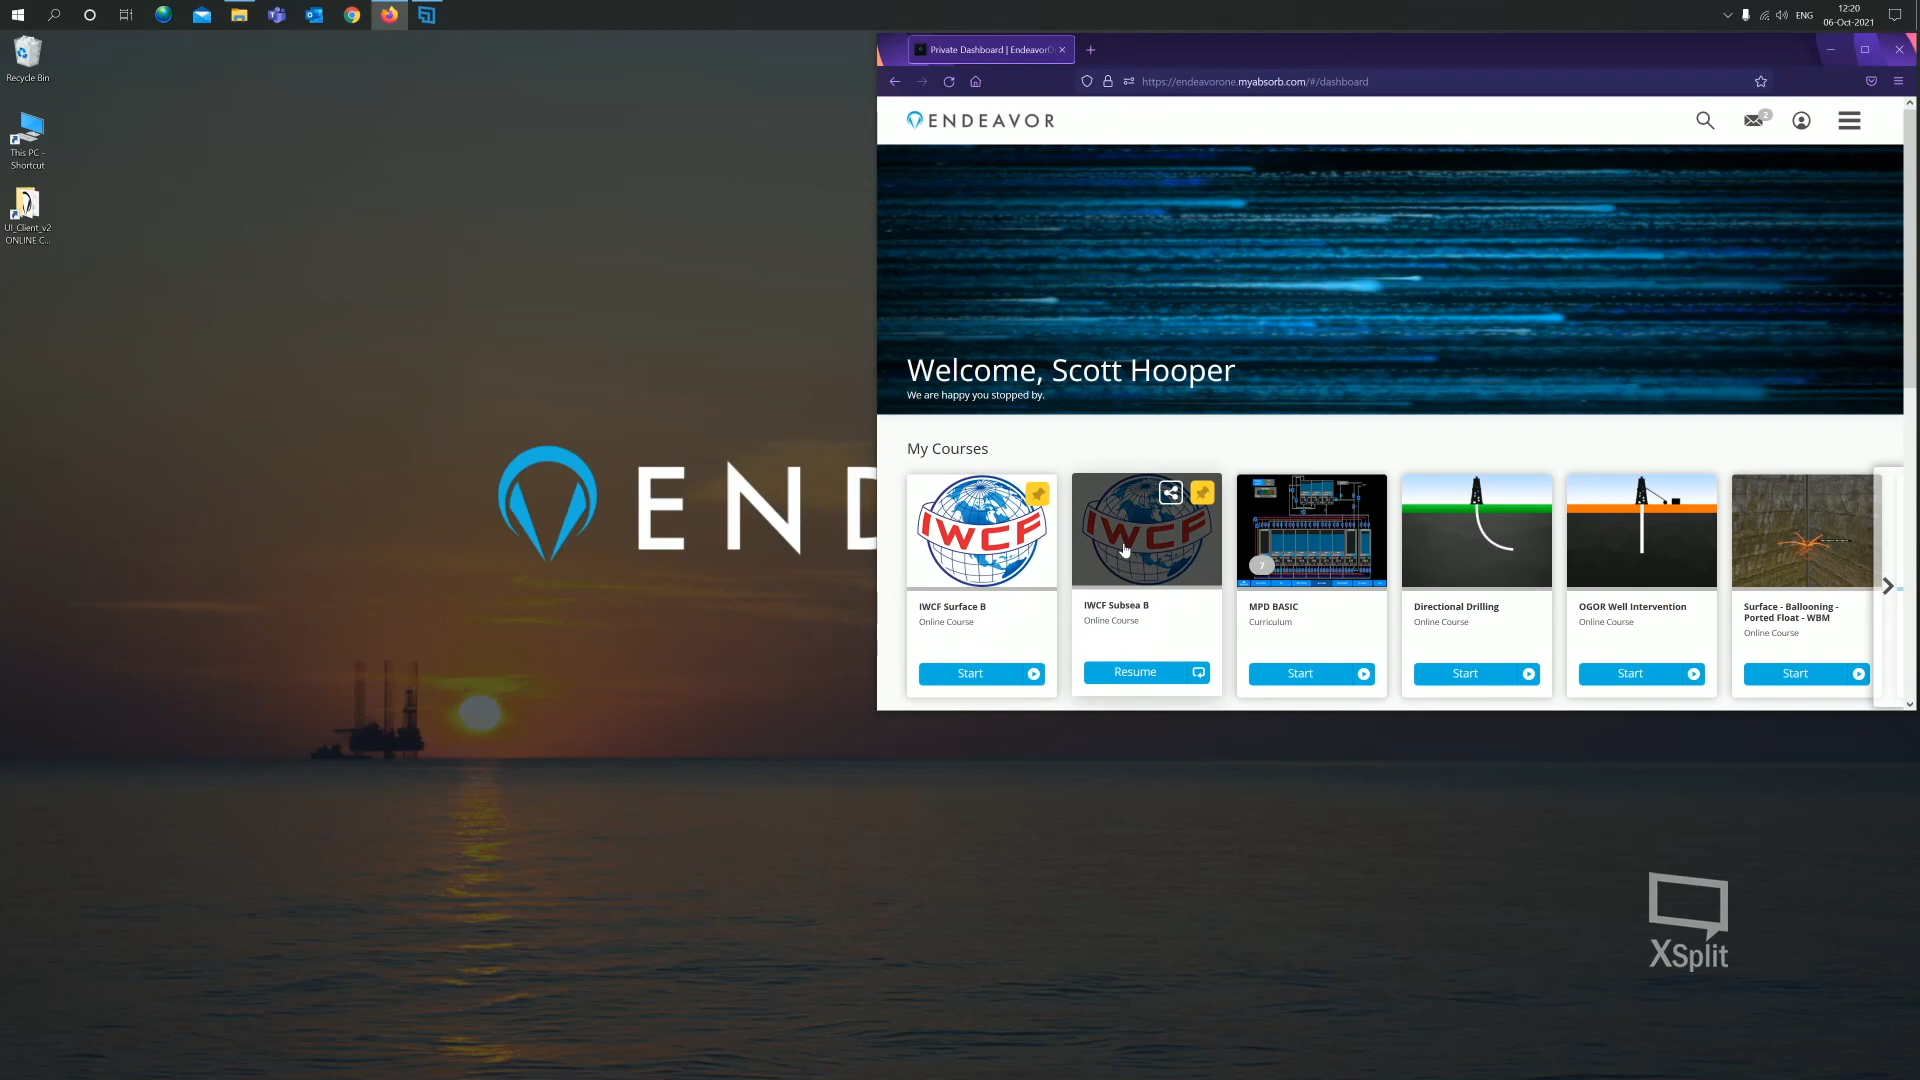 ENG
12:20
06-Oct-2021
Recycle Bin
This PC -
Shortcut
UI_Client_v2
ONLINE C...
Private Dashboard | EndeavorO
https://endeavorone.myabsorb.com/#/dashboard
ENDEAVOR
2
Welcome, Scott Hooper
We are happy you stopped by.
My Courses
IWCF
IWCF
7
IWCF Surface B
Online Course
Start
IWCF Subsea B
Online Course
Resume
MPD BASIC
Curriculum
Start
Directional Drilling
Online Course
Start
OGOR Well Intervention
Online Course
Start
Surface - Ballooning -
Ported Float - WBM
Online Course
Start
END
XSplit